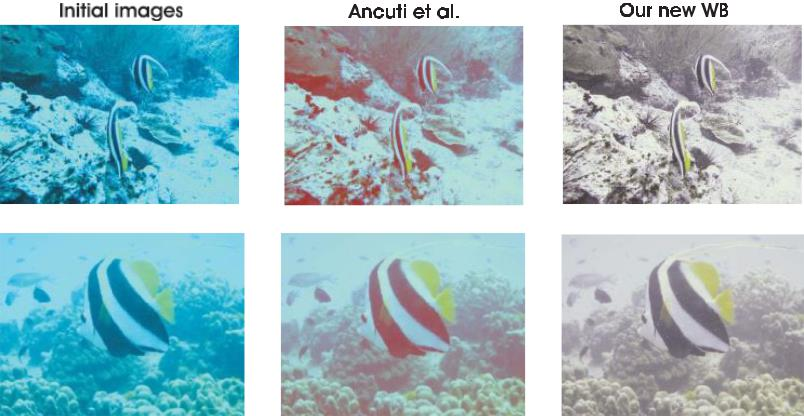 Initial images
Ancuti et al.
Our new WB